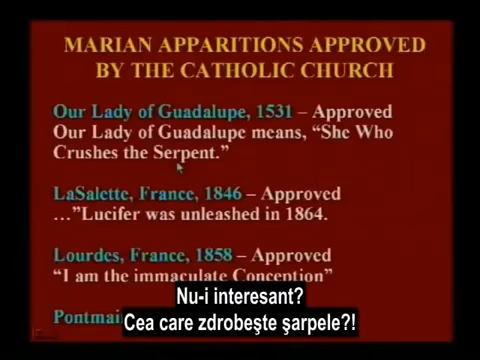 MARIAN APPARITIONS APPROVED
BY THE CATHOLIC CHURCH
Our Lady of Guadalupe, 1531 – Approved
Our Lady of Guadalupe means, “She Who
Crushes the Serpent.”
LaSalette, France, 1846 – Approved
…”Lucifer was unleashed in 1864.
Lourdes, France, 1858 – Approved
“I am the immaculate Conception”
Nu-i interesant?
Cea care zdrobeşte şarpele?!